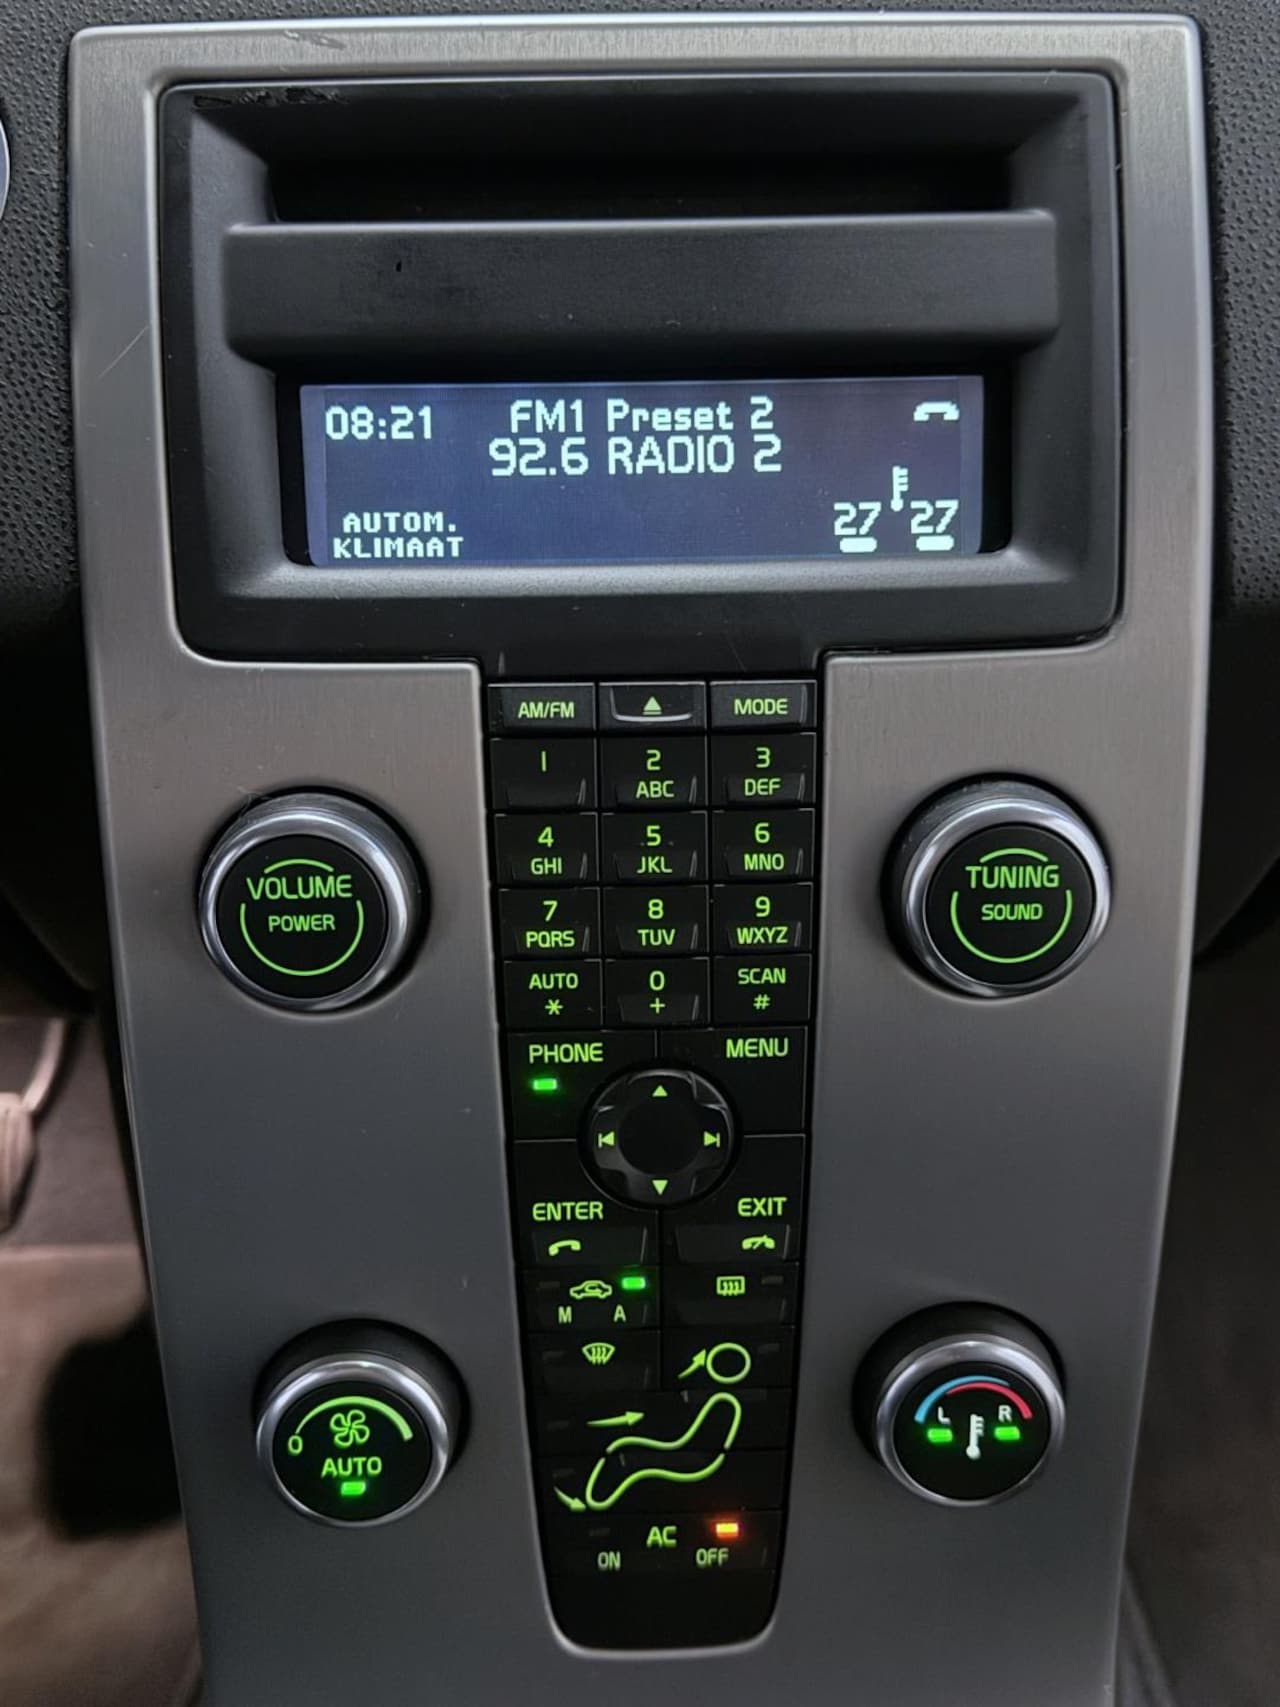 08:21 FM1 Preset 2
92.6 RADIO 2
AUTOM.
KLIMAAT
27 27
AM/FM MODE
1 2 3
ABC DEF
4 5 6
GHI JKL MNO
7 8 9
PQRS TUV WXYZ
AUTO 0 SCAN
* + #
VOLUME
POWER
TUNING
SOUND
PHONE MENU
ENTER EXIT
M A
0
AUTO
L R
AC
ON OFF